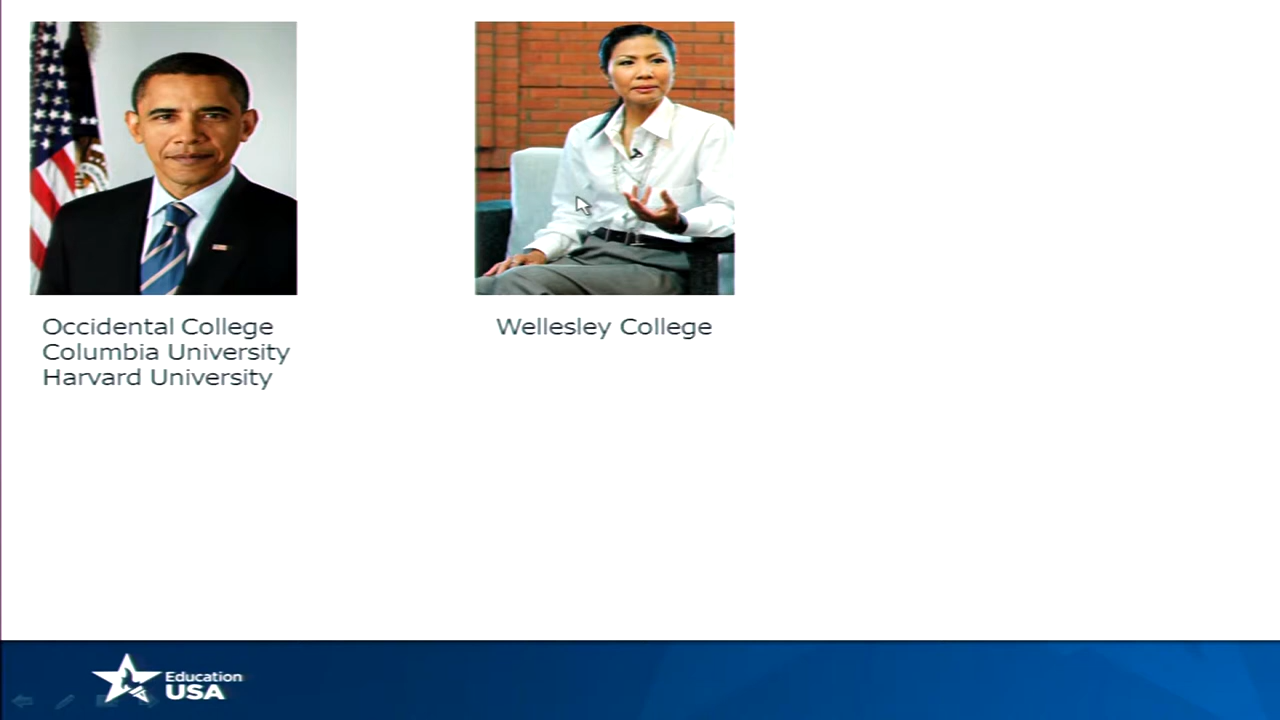 Occidental College
Columbia University
Harvard University
Wellesley College
Education
USA